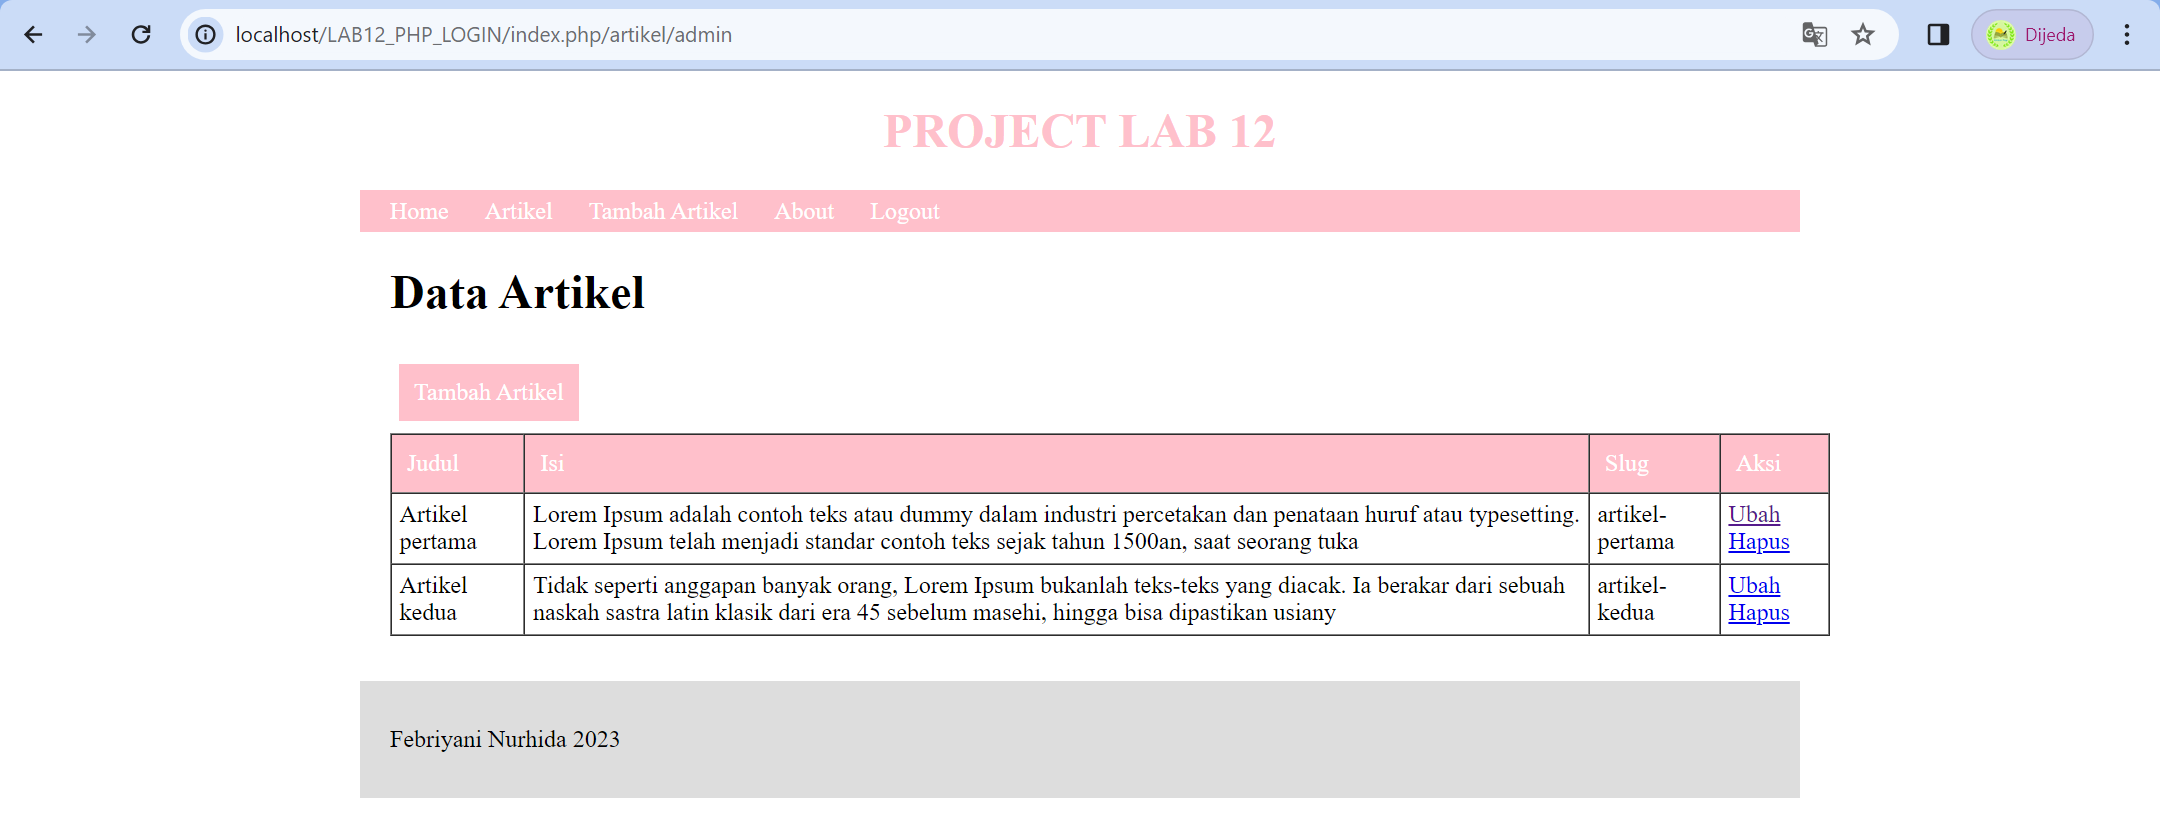 localhost/LAB12_PHP_LOGIN/index.php/artikel/admin
Dijeda
PROJECT LAB 12
Home Artikel Tambah Artikel About Logout
Data Artikel
Tambah Artikel
Judul Isi Slug Aksi
Artikel pertama
Lorem Ipsum adalah contoh teks atau dummy dalam industri percetakan dan penataan huruf atau typesetting.
Lorem Ipsum telah menjadi standar contoh teks sejak tahun 1500an, saat seorang tuka
artikel-
pertama
Ubah
Hapus
Artikel kedua
Tidak seperti anggapan banyak orang, Lorem Ipsum bukanlah teks-teks yang diacak. Ia berakar dari sebuah
naskah sastra latin klasik dari era 45 sebelum masehi, hingga bisa dipastikan usiany
artikel-
kedua
Ubah
Hapus
Febriyani Nurhida 2023